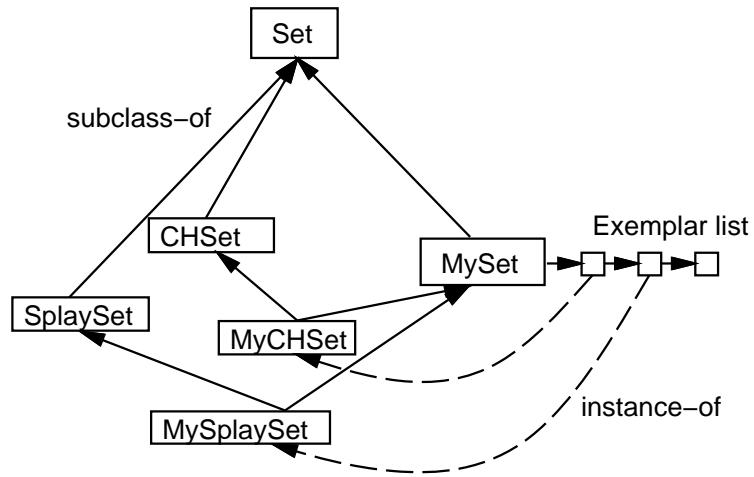 Set
subclass−of
Exemplar list
CHSet
MySet
SplaySet
MyCHSet
instance−of
MySplaySet